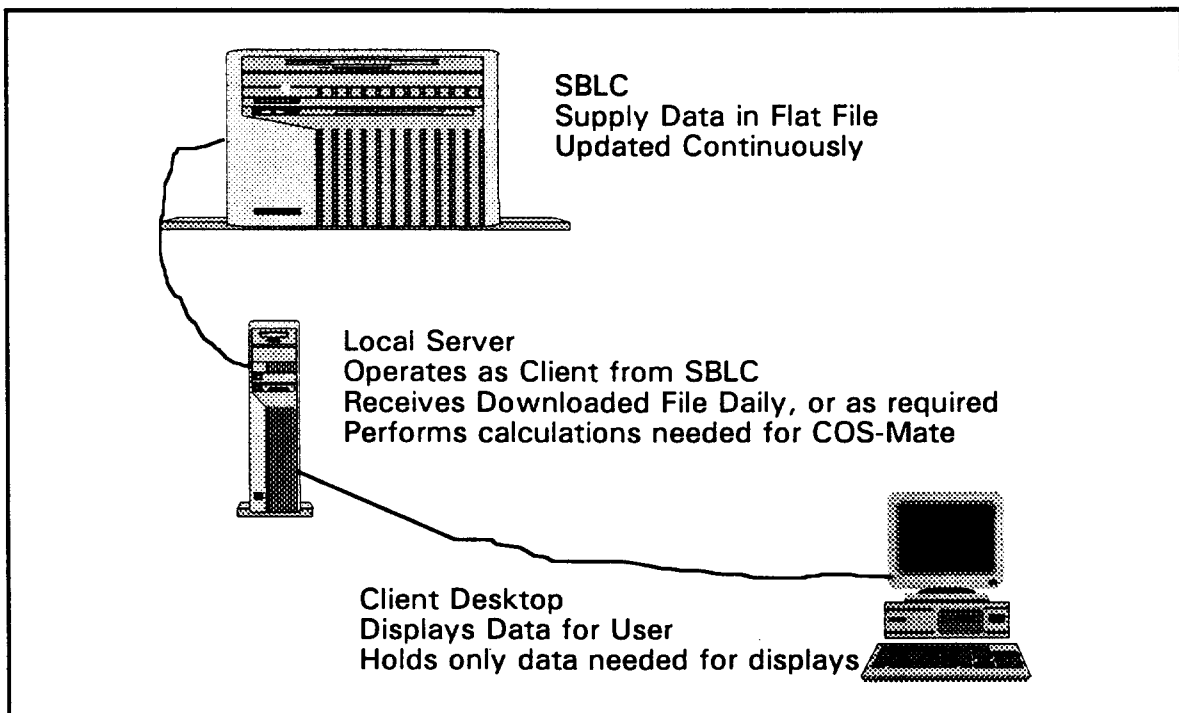 SBLC
Supply Data in Flat File
Updated Continuously
Local Server
Operates as Client from SBLC
Receives Downloaded File Daily, or as required
Performs calculations needed for COS-Mate
Client Desktop
Displays Data for User
Holds only data needed for displays